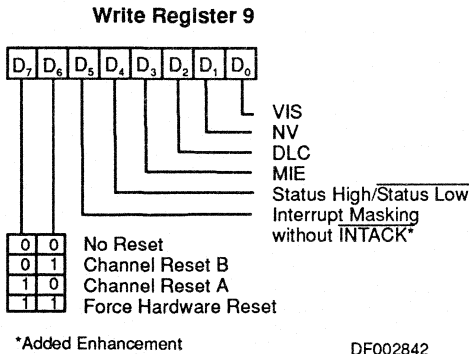 Write Register 9
D7 D6 D5 D4 D3 D2 D1 D0
VIS
NV
DLC
MIE
Status High/Status Low
Interrupt Masking
without INTACK*
0 0 No Reset
0 1 Channel Reset B
1 0 Channel Reset A
1 1 Force Hardware Reset
*Added Enhancement
DF002842